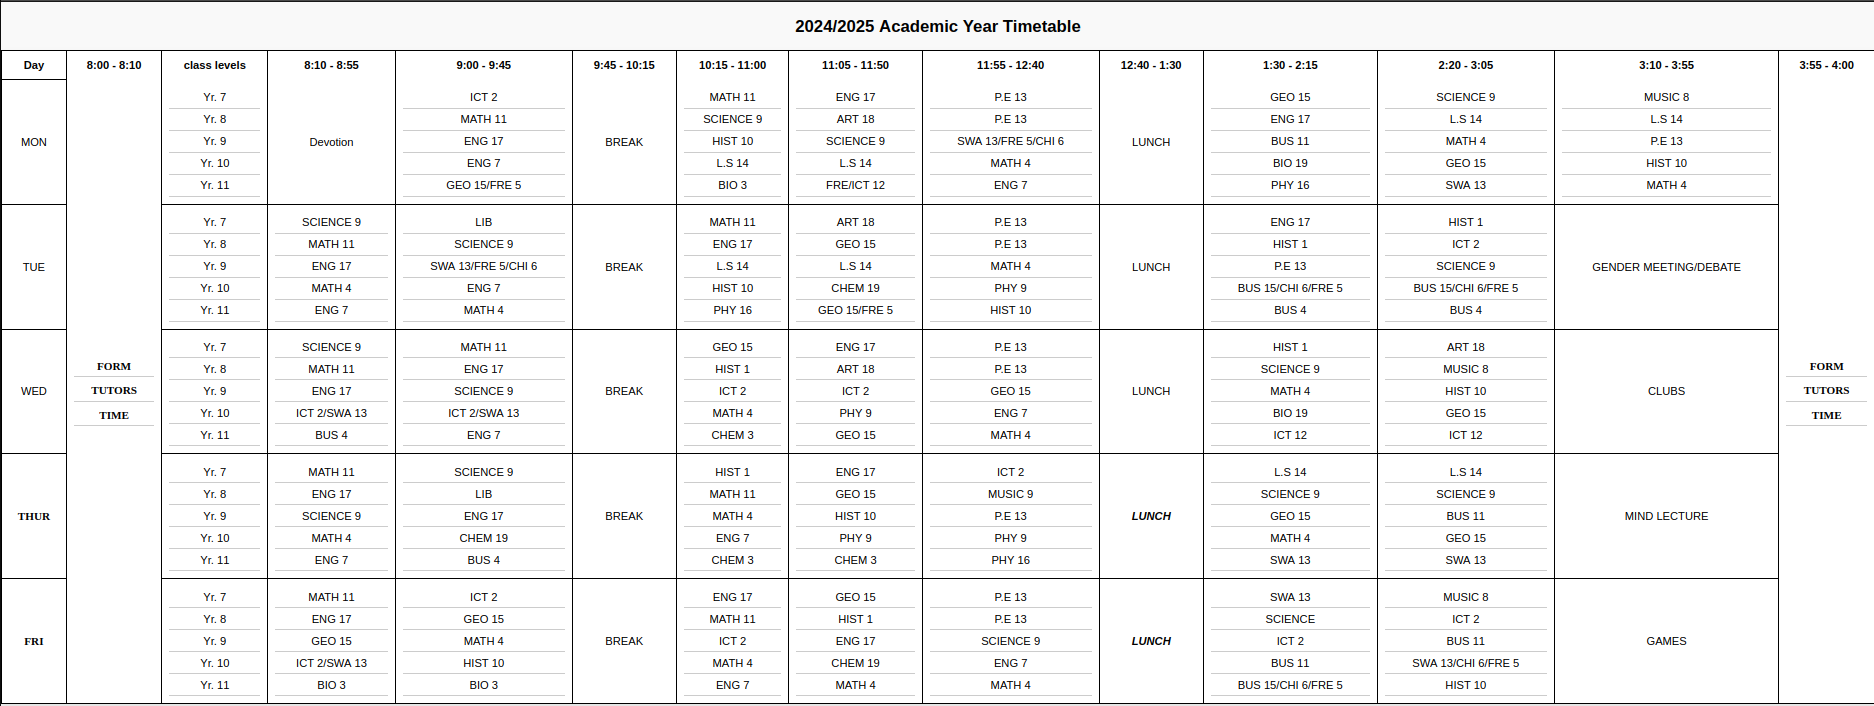 2024/2025 Academic Year Timetable
Day 8:00 - 8:10 class levels 8:10 - 8:55 9:00 - 9:45 9:45 - 10:15 10:15 - 11:00 11:05 - 11:50 11:55 - 12:40 12:40 - 1:30 1:30 - 2:15 2:20 - 3:05 3:10 - 3:55 3:55 - 4:00
Yr. 7 ICT 2 MATH 11 ENG 17 P.E 13 GEO 15 SCIENCE 9 MUSIC 8
Yr. 8 MATH 11 SCIENCE 9 ART 18 P.E 13 ENG 17 L.S 14 L.S 14
MON Yr. 9 Devotion ENG 17 BREAK HIST 10 SCIENCE 9 SWA 13/FRE 5/CHI 6 LUNCH BUS 11 MATH 4 P.E 13
Yr. 10 ENG 7 L.S 14 L.S 14 MATH 4 BIO 19 GEO 15 HIST 10
Yr. 11 GEO 15/FRE 5 BIO 3 FRE/ICT 12 ENG 7 PHY 16 SWA 13 MATH 4
Yr. 7 SCIENCE 9 LIB MATH 11 ART 18 P.E 13 ENG 17 HIST 1
Yr. 8 MATH 11 SCIENCE 9 ENG 17 GEO 15 P.E 13 HIST 1 ICT 2
TUE Yr. 9 ENG 17 SWA 13/FRE 5/CHI 6 BREAK L.S 14 L.S 14 MATH 4 LUNCH P.E 13 SCIENCE 9 GENDER MEETING/DEBATE
Yr. 10 MATH 4 ENG 7 HIST 10 CHEM 19 PHY 9 BUS 15/CHI 6/FRE 5 BUS 15/CHI 6/FRE 5
Yr. 11 ENG 7 MATH 4 PHY 16 GEO 15/FRE 5 HIST 10 BUS 4 BUS 4
Yr. 7 SCIENCE 9 MATH 11 GEO 15 ENG 17 P.E 13 HIST 1 ART 18
FORM Yr. 8 MATH 11 ENG 17 HIST 1 ART 18 P.E 13 SCIENCE 9 MUSIC 8 FORM
WED TUTORS Yr. 9 ENG 17 SCIENCE 9 BREAK ICT 2 ICT 2 GEO 15 LUNCH MATH 4 HIST 10 CLUBS TUTORS
TIME Yr. 10 ICT 2/SWA 13 ICT 2/SWA 13 MATH 4 PHY 9 ENG 7 BIO 19 GEO 15 TIME
Yr. 11 BUS 4 ENG 7 CHEM 3 GEO 15 MATH 4 ICT 12 ICT 12
Yr. 7 MATH 11 SCIENCE 9 HIST 1 ENG 17 ICT 2 L.S 14 L.S 14
Yr. 8 ENG 17 LIB MATH 11 GEO 15 MUSIC 9 SCIENCE 9 SCIENCE 9
THUR Yr. 9 SCIENCE 9 ENG 17 BREAK MATH 4 HIST 10 P.E 13 LUNCH GEO 15 BUS 11 MIND LECTURE
Yr. 10 MATH 4 CHEM 19 ENG 7 PHY 9 PHY 9 MATH 4 GEO 15
Yr. 11 ENG 7 BUS 4 CHEM 3 CHEM 3 PHY 16 SWA 13 SWA 13
Yr. 7 MATH 11 ICT 2 ENG 17 GEO 15 P.E 13 SWA 13 MUSIC 8
Yr. 8 ENG 17 GEO 15 MATH 11 HIST 1 P.E 13 SCIENCE ICT 2
FRI Yr. 9 GEO 15 MATH 4 BREAK ICT 2 ENG 17 SCIENCE 9 LUNCH ICT 2 BUS 11 GAMES
Yr. 10 ICT 2/SWA 13 HIST 10 MATH 4 CHEM 19 ENG 7 BUS 11 SWA 13/CHI 6/FRE 5
Yr. 11 BIO 3 BIO 3 ENG 7 MATH 4 MATH 4 BUS 15/CHI 6/FRE 5 HIST 10